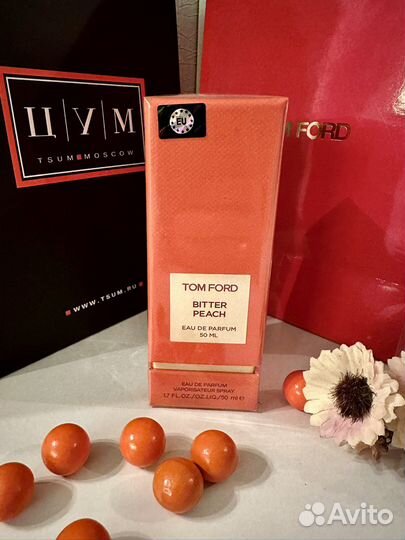 Ц|У|М
TSUM MOSCOW
WWW.TSUM.RU
FORD
EU
TOM FORD
BITTER
PEACH
EAU DE PARFUM
50 ML
EAU DE PARFUM
VAPORISATEUR SPRAY
1.7 FL.OZ./OZ.LIQ./50 ml e
Avito